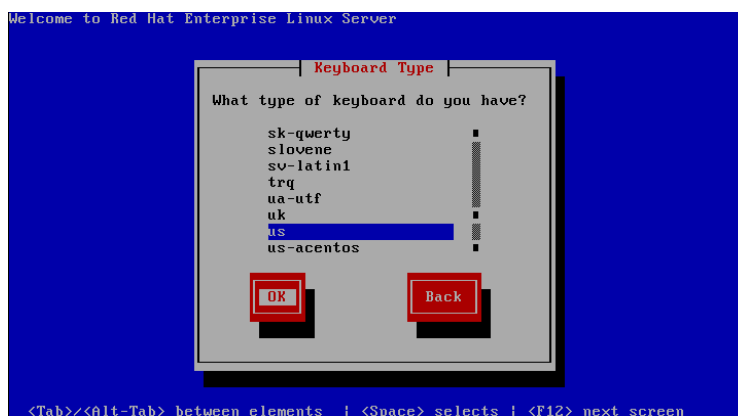 Welcome to Red Hat Enterprise Linux Server
Keyboard Type
What type of keyboard do you have?
sk-qwerty
slovene
sv-latin1
trq
ua-utf
uk
us
us-acentos
OK Back
<Tab>/<Alt-Tab> between elements | <Space> selects | <F12> next screen